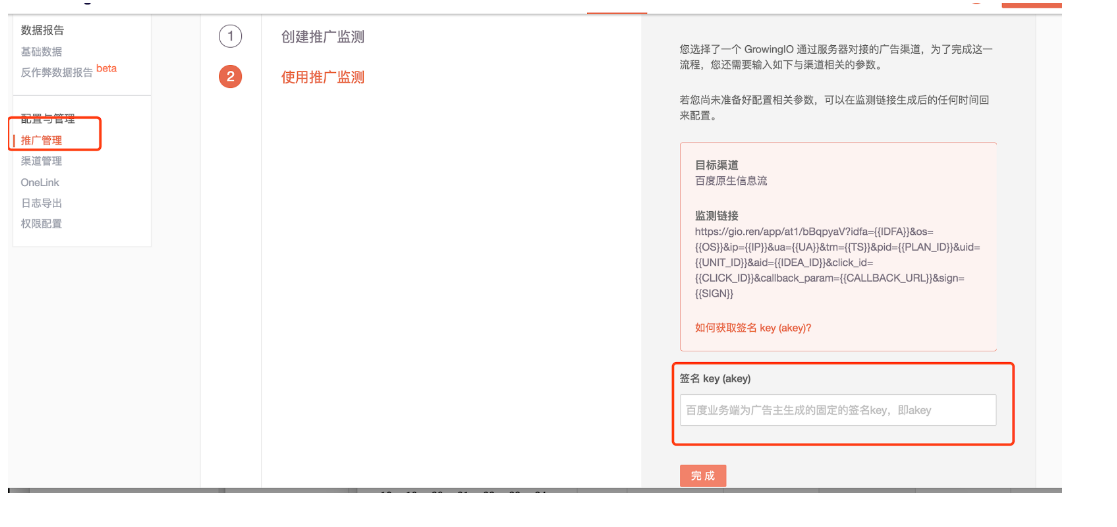 数据报告
基础数据
反作弊数据报告 beta
配置与管理
推广管理
渠道管理
OneLink
日志导出
权限配置
1 创建推广监测
2 使用推广监测
您选择了一个 GrowingIO 通过服务器对接的广告渠道，为了完成这一
流程，您还需要输入如下与渠道相关的参数。
若您尚未准备好配置相关参数，可以在监测链接生成后的任何时间回
来配置。
目标渠道
百度原生信息流
监测链接
https://gio.ren/app/at1/bBqpyaV?idfa={{IDFA}}&os=
{{OS}}&ip={{IP}}&ua={{UA}}&tm={{TS}}&pid={{PLAN_ID}}&uid=
{{UNIT_ID}}&aid={{IDEA_ID}}&click_id=
{{CLICK_ID}}&callback_param={{CALLBACK_URL}}&sign=
{{SIGN}}
如何获取签名 key (akey)?
签名 key (akey)
百度业务端为广告主生成的固定的签名key，即akey
完成